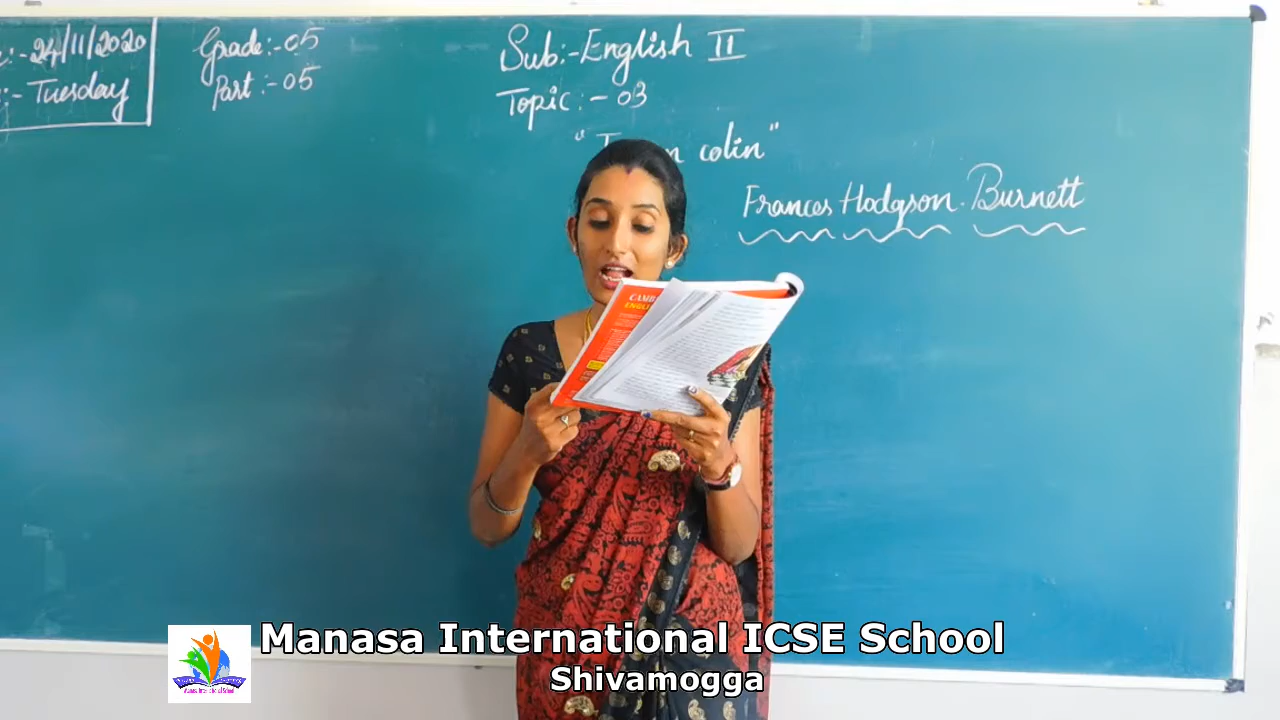 :-24/11/2020
:- Tuesday
Grade:-05
Part:-05
Sub:-English II
Topic:-03
colin"
Frances Hodgson. Burnett
Manasa International ICSE School
Shivamogga